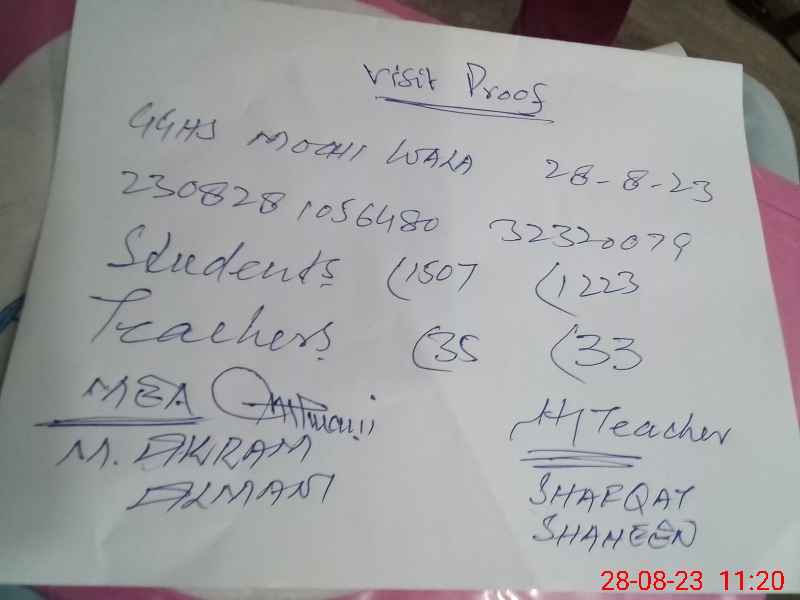 Visit Proof
GGHS MOCHI WALA 28-8-23
2308281056480 32320079
Students (1507 (1223
Teachers (35 (33
MEA
H/Teacher
M. AKRAM
ALMANI
SHAFQAT
SHAHEEN
28-08-23 11:20